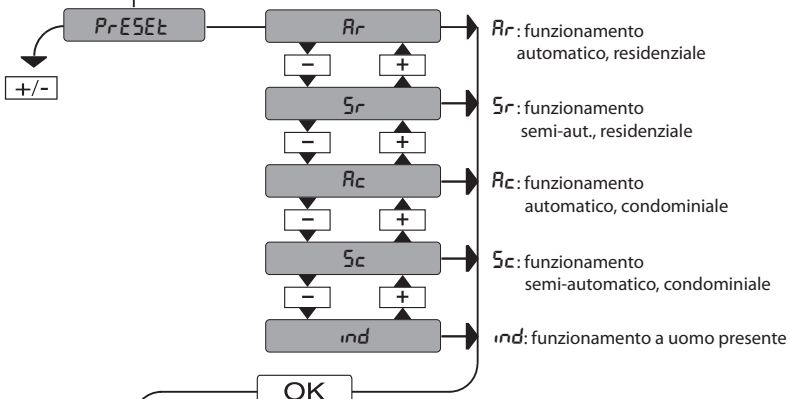 PrESEt
+/-
Ar
- +
Sr
- +
Ac
- +
Sc
- +
ind
OK
Ar: funzionamento
automatico, residenziale
Sr: funzionamento
semi-aut., residenziale
Ac: funzionamento
automatico, condominiale
Sc: funzionamento
semi-automatico, condominiale
ind: funzionamento a uomo presente